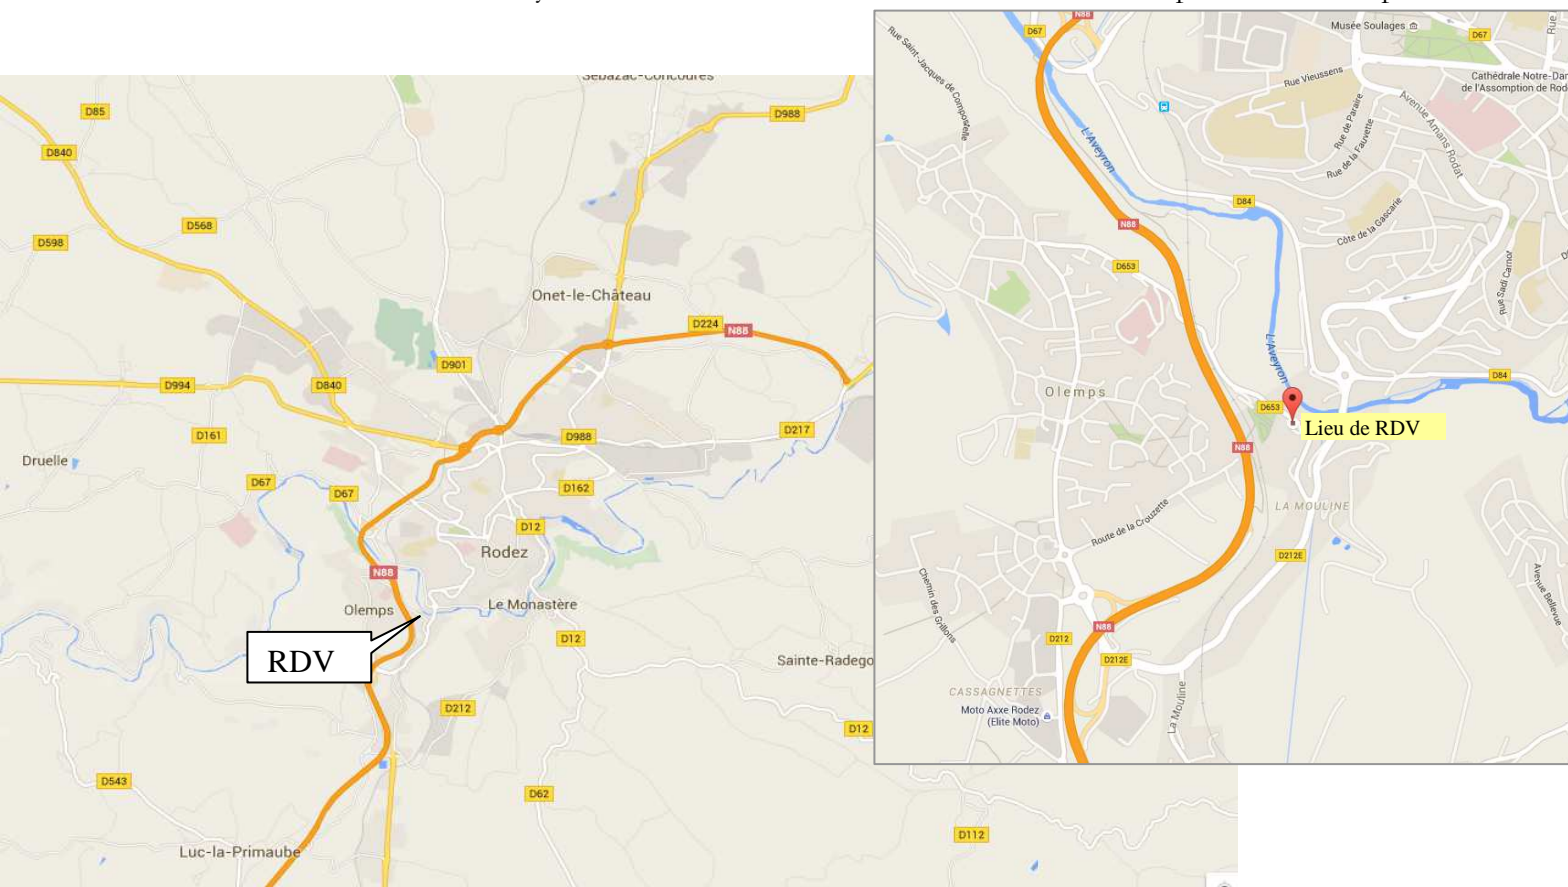 Sébazac-Concourès
D85
D988
D840
D568
D598
Onet-le-Château
D224
N88
D901
D994
D840
D161
D988
D217
Druelle
D67
D67
D162
D12
Rodez
N88
Olemps
Le Monastère
D12
RDV
Sainte-Radego
D212
D12
D543
D62
D112
Luc-la-Primaube
N88
D67
Musée Soulages
D67
Rue
Rue Saint-Jacques de Compostelle
Rue Vieussens
Cathédrale Notre-Dar
de l'Assomption de Rod
Rue de Paraire
Avenue Amans Rodat
Rue de la Fauvette
L'Aveyron
D84
Côte de la Gascarie
N88
D653
Rue Sadi Carnot
L'Aveyron
D84
Olemps
D653
Lieu de RDV
N88
LA MOULINE
Route de la Crouzette
D212E
Chemin des Grillons
Avenue Bellevue
N88
D212
D212E
CASSAGNETTES
Moto Axxe Rodez
(Elite Moto)
La Mouline